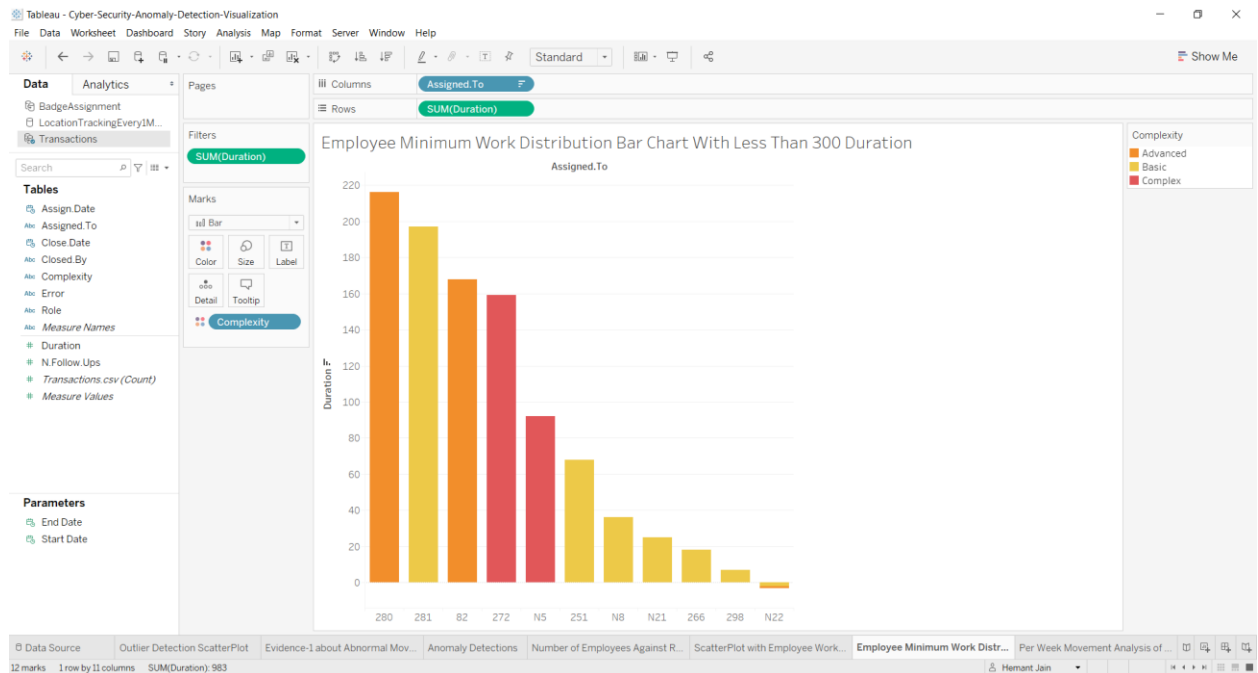 Tableau - Cyber-Security-Anomaly-Detection-Visualization
File Data Worksheet Dashboard Story Analysis Map Format Server Window Help
Standard
Show Me
Data Analytics
BadgeAssignment
LocationTrackingEvery1M...
Transactions
Search
Tables
Assign.Date
Abc Assigned.To
Close.Date
Abc Closed.By
Abc Complexity
Abc Error
Abc Role
Abc Measure Names
# Duration
# N.Follow.Ups
# Transactions.csv (Count)
# Measure Values
Parameters
End Date
Start Date
Pages
Filters
SUM(Duration)
Marks
Bar
Color Size Label
Detail Tooltip
Complexity
iii Columns Assigned.To
Rows SUM(Duration)
Employee Minimum Work Distribution Bar Chart With Less Than 300 Duration
Assigned.To
220
200
180
160
140
120
100
80
60
40
20
0
Duration
280 281 82 272 N5 251 N8 N21 266 298 N22
Complexity
Advanced
Basic
Complex
Data Source Outlier Detection ScatterPlot Evidence-1 about Abnormal Mov... Anomaly Detections Number of Employees Against R... ScatterPlot with Employee Work... Employee Minimum Work Distr... Per Week Movement Analysis of ...
12 marks 1 row by 11 columns SUM(Duration): 983 Hemant Jain